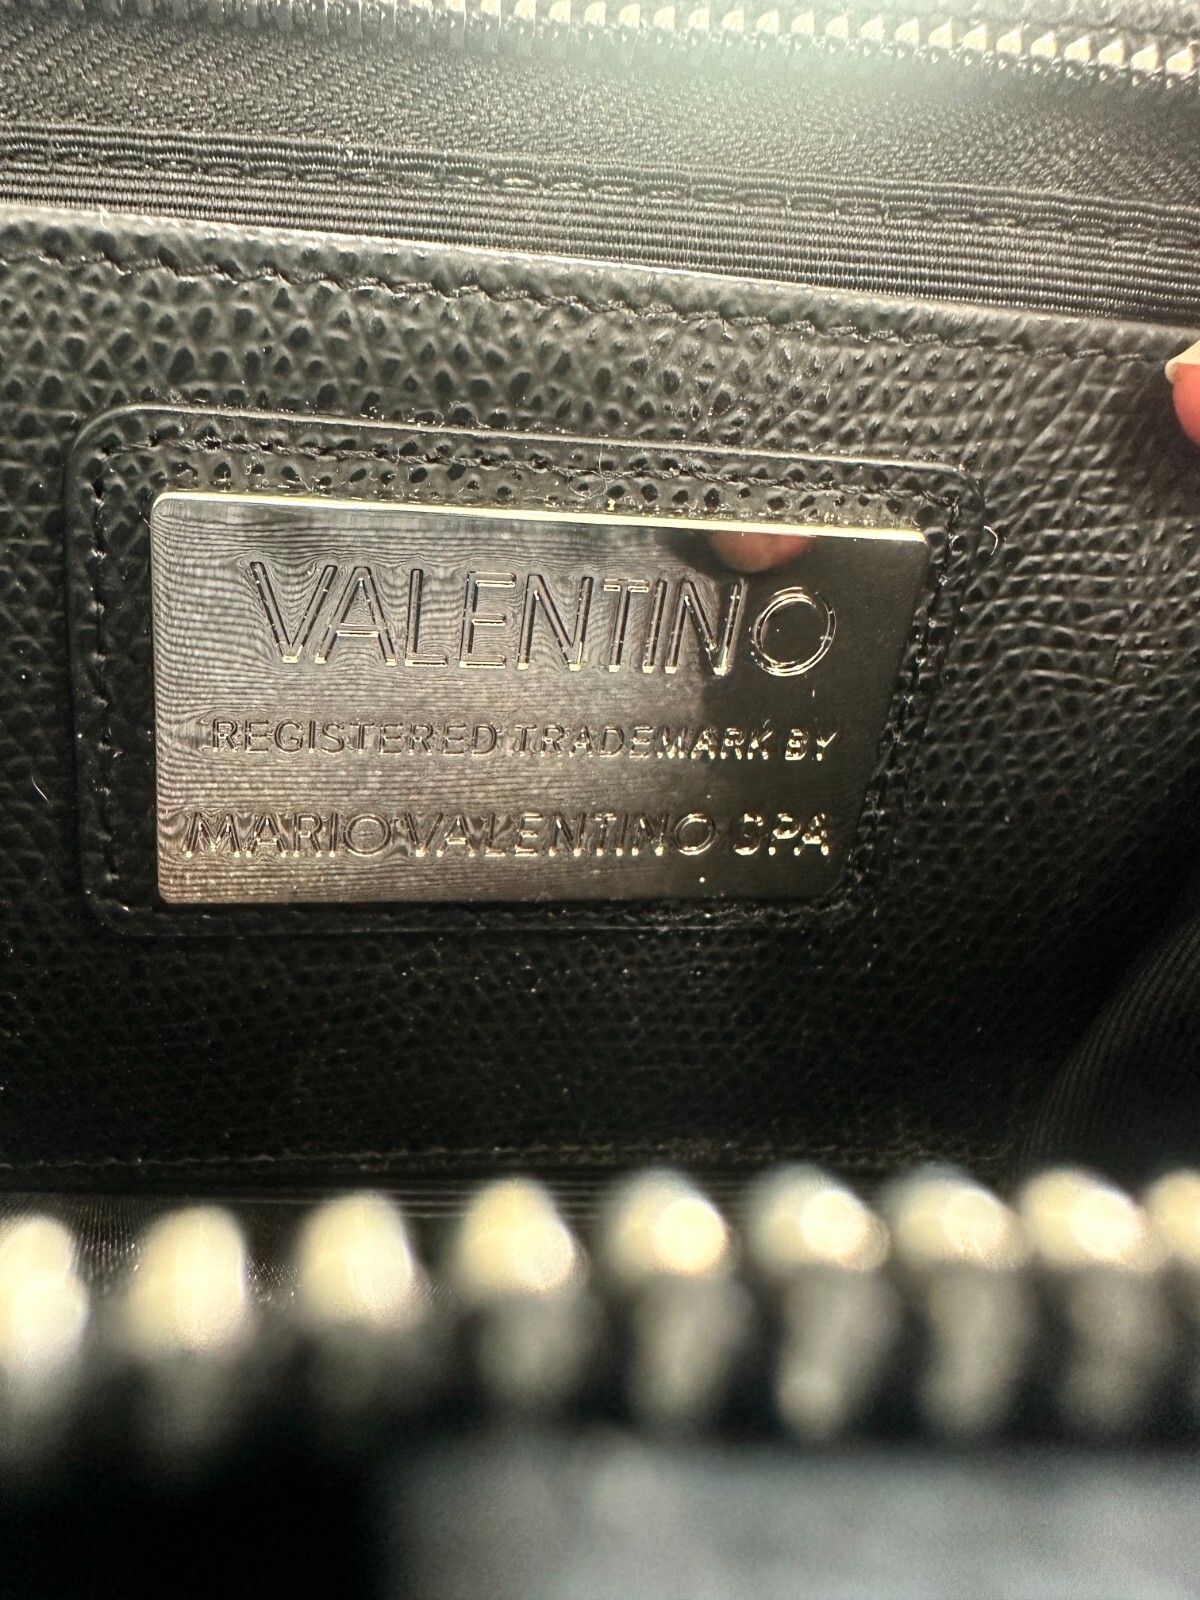 VALENTINO
REGISTERED TRADEMARK BY
MARIO VALENTINO SPA